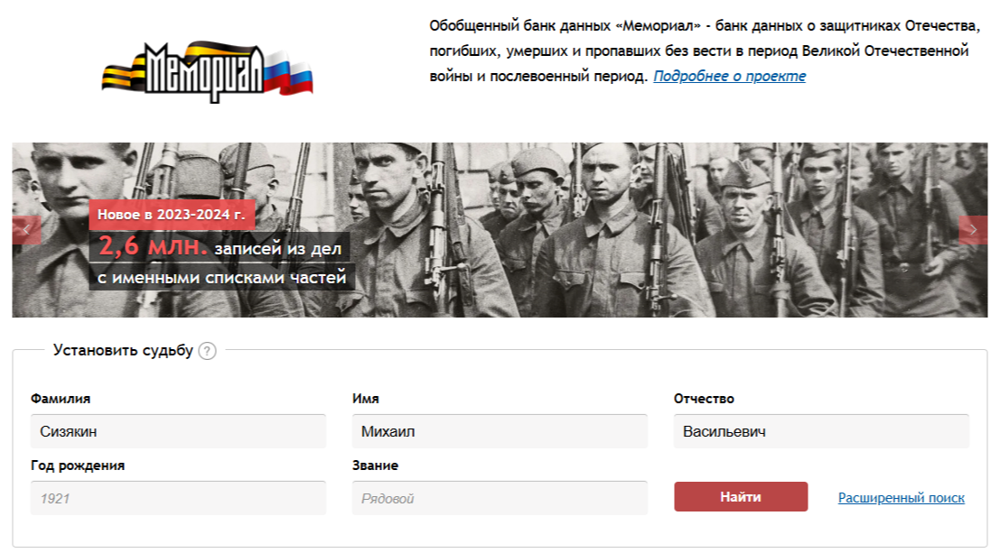 Мемориал
Обобщенный банк данных «Мемориал» - банк данных о защитниках Отечества,
погибших, умерших и пропавших без вести в период Великой Отечественной
войны и послевоенный период. Подробнее о проекте
Новое в 2023-2024 г.
2,6 млн. записей из дел
с именными списками частей
Установить судьбу ?
Фамилия
Имя
Отчество
Сизякин
Михаил
Васильевич
Год рождения
Звание
1921
Рядовой
Найти
Расширенный поиск